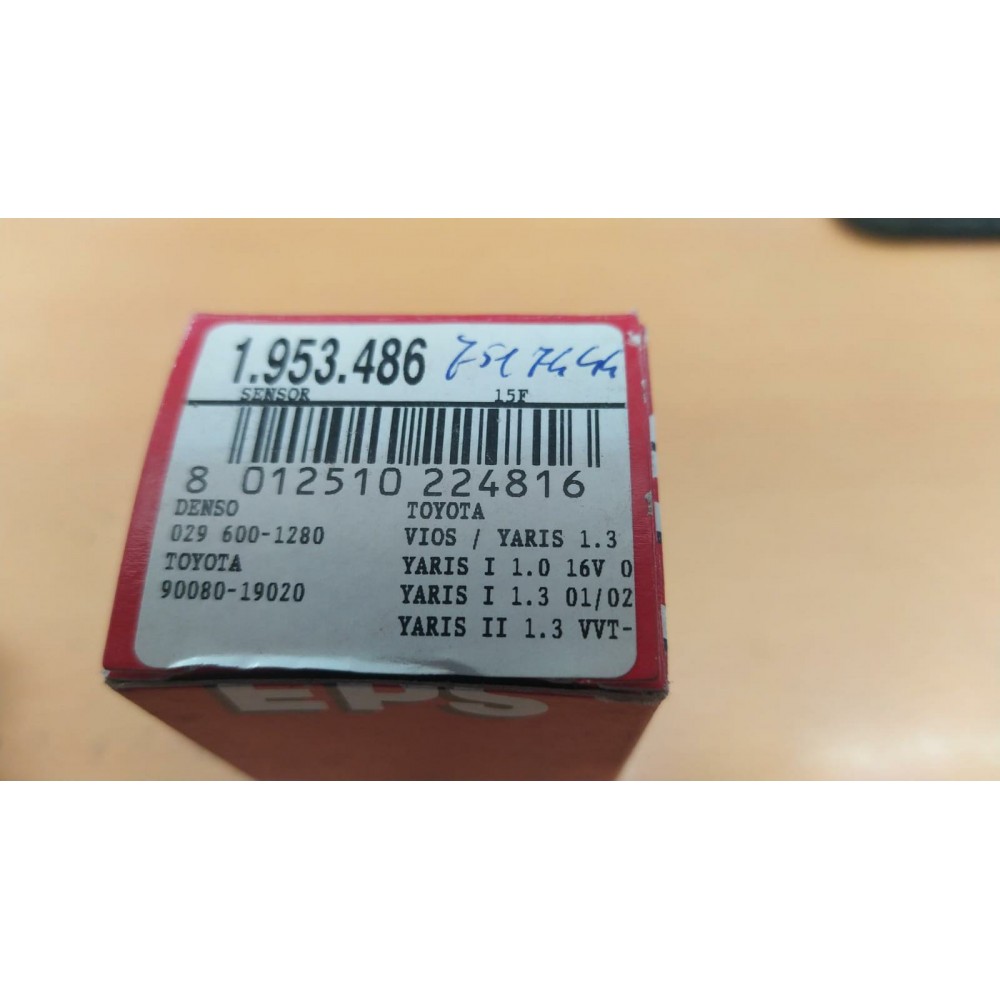 1.953.486
SENSOR 15F
8 012510 224816
DENSO TOYOTA
029 600-1280 VIOS / YARIS 1.3
TOYOTA YARIS I 1.0 16V 0
90080-19020 YARIS I 1.3 01/02
YARIS II 1.3 VVT-
EPS